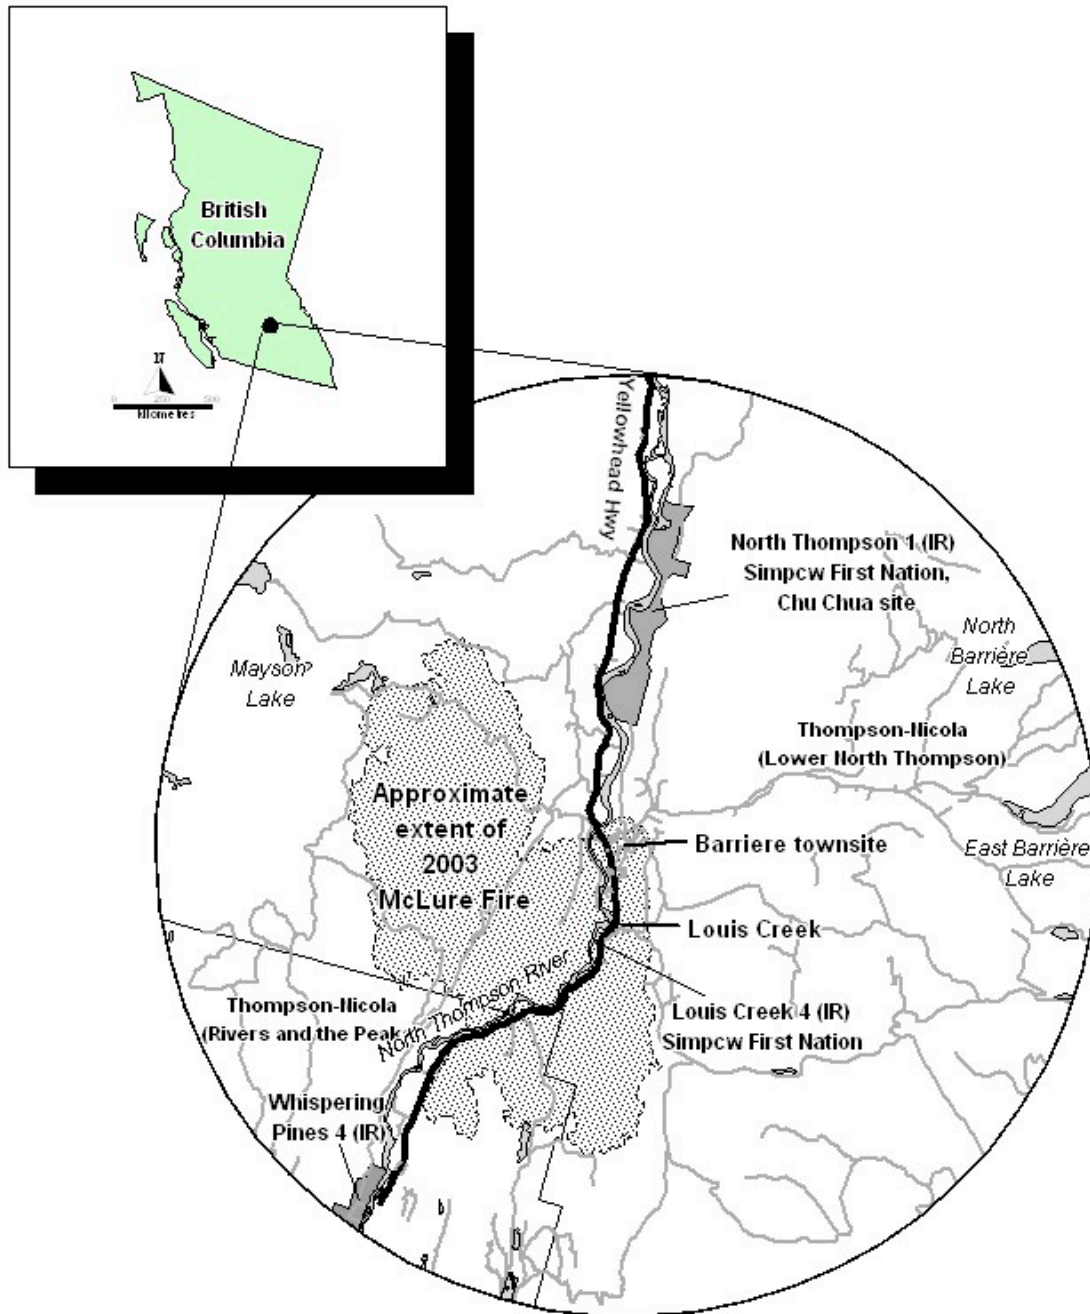 British
Columbia
N
0 250 500
kilometres
Yellowhead Hwy
North Thompson 1 (IR)
Simpcw First Nation,
Chu Chua site
North
Barrière
Lake
Mayson
Lake
Thompson-Nicola
(Lower North Thompson)
Approximate
extent of
2003
McLure Fire
Barriere townsite
East Barrière
Lake
Louis Creek
North Thompson River
Thompson-Nicola
(Rivers and the Peak
Louis Creek 4 (IR)
Simpcw First Nation
Whispering
Pines 4 (IR)